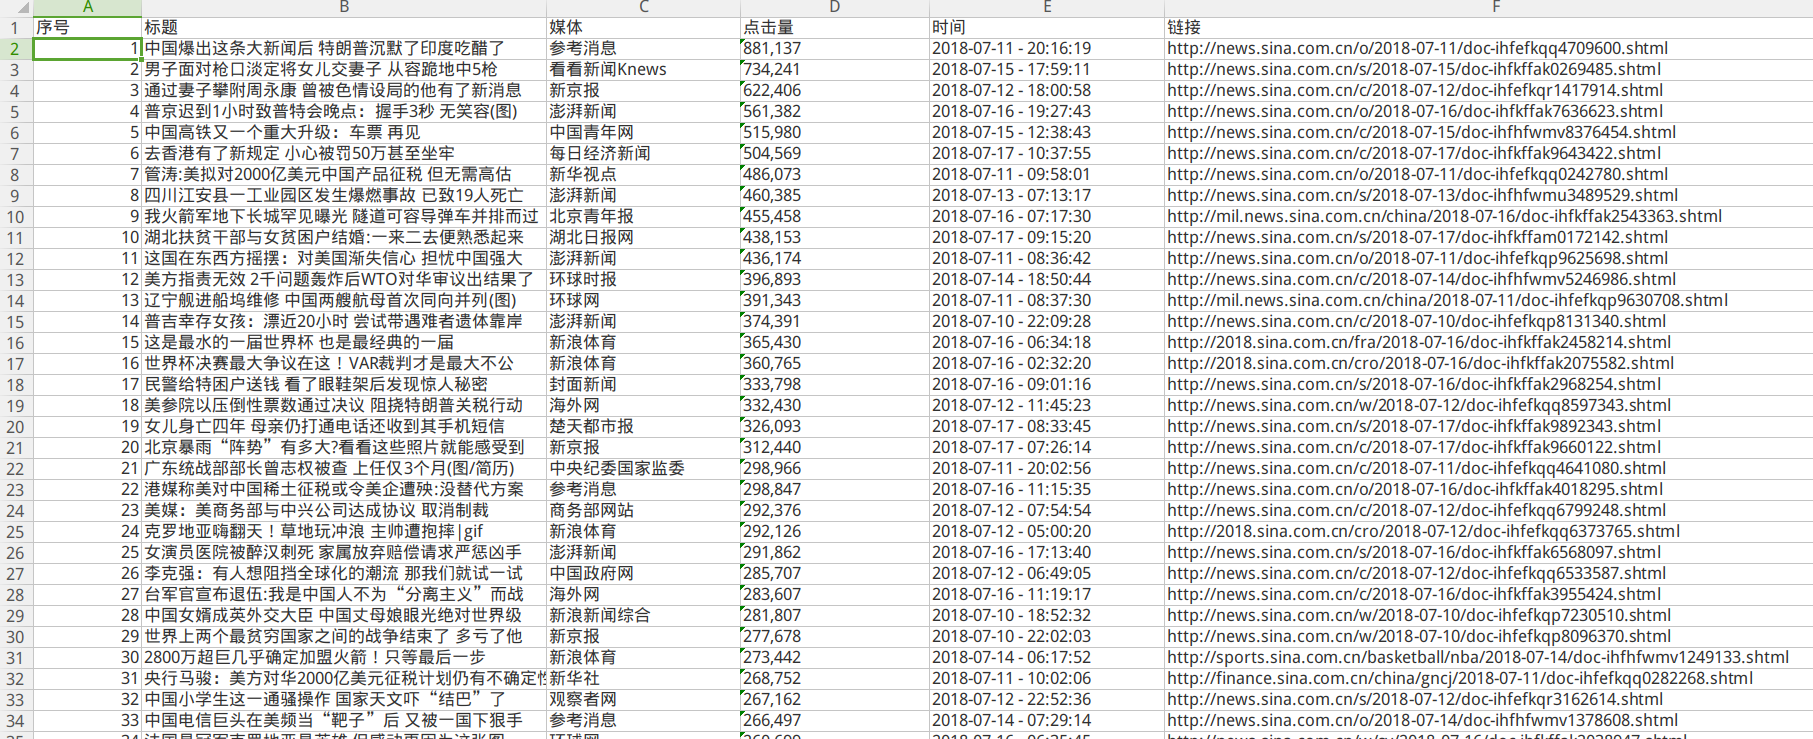 A B C D E F
1 序号 标题 媒体 点击量 时间 链接
2 1 中国爆出这条大新闻后 特朗普沉默了印度吃醋了 参考消息 881,137 2018-07-11 - 20:16:19 http://news.sina.com.cn/o/2018-07-11/doc-ihfefkqq4709600.shtml
3 2 男子面对枪口淡定将女儿交妻子 从容跪地中5枪 看看新闻Knews 734,241 2018-07-15 - 17:59:11 http://news.sina.com.cn/s/2018-07-15/doc-ihfkffak0269485.shtml
4 3 通过妻子攀附周永康 曾被色情设局的他有了新消息 新京报 622,406 2018-07-12 - 18:00:58 http://news.sina.com.cn/c/2018-07-12/doc-ihfefkqr1417914.shtml
5 4 普京迟到1小时致普特会晚点：握手3秒 无笑容(图) 澎湃新闻 561,382 2018-07-16 - 19:27:43 http://news.sina.com.cn/o/2018-07-16/doc-ihfkffak7636623.shtml
6 5 中国高铁又一个重大升级：车票 再见 中国青年网 515,980 2018-07-15 - 12:38:43 http://news.sina.com.cn/c/2018-07-15/doc-ihfhfwmv8376454.shtml
7 6 去香港有了新规定 小心被罚50万甚至坐牢 每日经济新闻 504,569 2018-07-17 - 10:37:55 http://news.sina.com.cn/c/2018-07-17/doc-ihfkffak9643422.shtml
8 7 管涛:美拟对2000亿美元中国产品征税 但无需高估 新华视点 486,073 2018-07-11 - 09:58:01 http://news.sina.com.cn/o/2018-07-11/doc-ihfefkqq0242780.shtml
9 8 四川江安县一工业园区发生爆燃事故 已致19人死亡 澎湃新闻 460,385 2018-07-13 - 07:13:17 http://news.sina.com.cn/s/2018-07-13/doc-ihfhfwmu3489529.shtml
10 9 我火箭军地下长城罕见曝光 隧道可容导弹车并排而过 北京青年报 455,458 2018-07-16 - 07:17:30 http://mil.news.sina.com.cn/china/2018-07-16/doc-ihfkffak2543363.shtml
11 10 湖北扶贫干部与女贫困户结婚:一来二去便熟悉起来 湖北日报网 438,153 2018-07-17 - 09:15:20 http://news.sina.com.cn/s/2018-07-17/doc-ihfkffam0172142.shtml
12 11 这国在东西方摇摆：对美国渐失信心 担忧中国强大 澎湃新闻 436,174 2018-07-11 - 08:36:42 http://news.sina.com.cn/o/2018-07-11/doc-ihfefkqp9625698.shtml
13 12 美方指责无效 2千问题轰炸后WTO对华审议出结果了 环球时报 396,893 2018-07-14 - 18:50:44 http://news.sina.com.cn/c/2018-07-14/doc-ihfhfwmv5246986.shtml
14 13 辽宁舰进船坞维修 中国两艘航母首次同向并列(图) 环球网 391,343 2018-07-11 - 08:37:30 http://mil.news.sina.com.cn/china/2018-07-11/doc-ihfefkqp9630708.shtml
15 14 普吉幸存女孩：漂近20小时 尝试带遇难者遗体靠岸 澎湃新闻 374,391 2018-07-10 - 22:09:28 http://news.sina.com.cn/c/2018-07-10/doc-ihfefkqp8131340.shtml
16 15 这是最水的一届世界杯 也是最经典的一届 新浪体育 365,430 2018-07-16 - 06:34:18 http://2018.sina.com.cn/fra/2018-07-16/doc-ihfkffak2458214.shtml
17 16 世界杯决赛最大争议在这！VAR裁判才是最大不公 新浪体育 360,765 2018-07-16 - 02:32:20 http://2018.sina.com.cn/cro/2018-07-16/doc-ihfkffak2075582.shtml
18 17 民警给特困户送钱 看了眼鞋架后发现惊人秘密 封面新闻 333,798 2018-07-16 - 09:01:16 http://news.sina.com.cn/s/2018-07-16/doc-ihfkffak2968254.shtml
19 18 美参院以压倒性票数通过决议 阻挠特朗普关税行动 海外网 332,430 2018-07-12 - 11:45:23 http://news.sina.com.cn/w/2018-07-12/doc-ihfefkqq8597343.shtml
20 19 女儿身亡四年 母亲仍打通电话还收到其手机短信 楚天都市报 326,093 2018-07-17 - 08:33:45 http://news.sina.com.cn/s/2018-07-17/doc-ihfkffak9892343.shtml
21 20 北京暴雨“阵势”有多大?看看这些照片就能感受到 新京报 312,440 2018-07-17 - 07:26:14 http://news.sina.com.cn/c/2018-07-17/doc-ihfkffak9660122.shtml
22 21 广东统战部部长曾志权被查 上任仅3个月(图/简历) 中央纪委国家监委 298,966 2018-07-11 - 20:02:56 http://news.sina.com.cn/c/2018-07-11/doc-ihfefkqq4641080.shtml
23 22 港媒称美对中国稀土征税或令美企遭殃:没替代方案 参考消息 298,847 2018-07-16 - 11:15:35 http://news.sina.com.cn/o/2018-07-16/doc-ihfkffak4018295.shtml
24 23 美媒：美商务部与中兴公司达成协议 取消制裁 商务部网站 292,376 2018-07-12 - 07:54:54 http://news.sina.com.cn/o/2018-07-12/doc-ihfefkqq6799248.shtml
25 24 克罗地亚嗨翻天！草地玩冲浪 主帅遭抱摔|gif 新浪体育 292,126 2018-07-12 - 05:00:20 http://2018.sina.com.cn/cro/2018-07-12/doc-ihfefkqq6373765.shtml
26 25 女演员医院被醉汉刺死 家属放弃赔偿请求严惩凶手 澎湃新闻 291,862 2018-07-16 - 17:13:40 http://news.sina.com.cn/s/2018-07-16/doc-ihfkffak6568097.shtml
27 26 李克强：有人想阻挡全球化的潮流 那我们就试一试 中国政府网 285,707 2018-07-12 - 06:49:05 http://news.sina.com.cn/c/2018-07-12/doc-ihfefkqq6533587.shtml
28 27 台军官宣布退伍:我是中国人不为“分离主义”而战 海外网 283,607 2018-07-16 - 11:19:17 http://news.sina.com.cn/c/2018-07-16/doc-ihfkffak3955424.shtml
29 28 中国女婿成英外交大臣 中国丈母娘眼光绝对世界级 新浪新闻综合 281,807 2018-07-10 - 18:52:32 http://news.sina.com.cn/w/2018-07-10/doc-ihfefkqp7230510.shtml
30 29 世界上两个最贫穷国家之间的战争结束了 多亏了他 新京报 277,678 2018-07-10 - 22:02:03 http://news.sina.com.cn/w/2018-07-10/doc-ihfefkqp8096370.shtml
31 30 2800万超巨几乎确定加盟火箭！只等最后一步 新浪体育 273,442 2018-07-14 - 06:17:52 http://sports.sina.com.cn/basketball/nba/2018-07-14/doc-ihfhfwmv1249133.shtml
32 31 央行马骏：美方对华2000亿美元征税计划仍有不确定性 新华社 268,752 2018-07-11 - 10:02:06 http://finance.sina.com.cn/china/gncj/2018-07-11/doc-ihfefkqq0282268.shtml
33 32 中国小学生这一通骚操作 国家天文吓“结巴”了 观察者网 267,162 2018-07-12 - 22:52:36 http://news.sina.com.cn/s/2018-07-12/doc-ihfefkqr3162614.shtml
34 33 中国电信巨头在美频当“靶子”后 又被一国下狠手 参考消息 266,497 2018-07-14 - 07:29:14 http://news.sina.com.cn/o/2018-07-14/doc-ihfhfwmv1378608.shtml